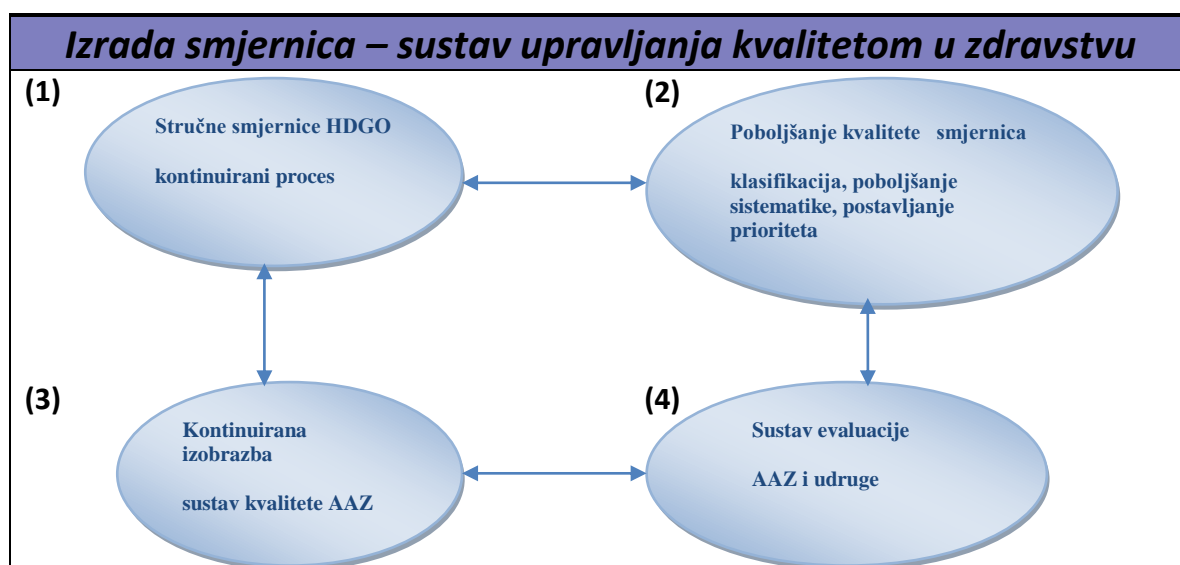 Izrada smjernica – sustav upravljanja kvalitetom u zdravstvu
(1)
Stručne smjernice HDGO
kontinuirani proces
(2)
Poboljšanje kvalitete smjernica
klasifikacija, poboljšanje
sistematike, postavljanje
prioriteta
(3)
Kontinuirana
izobrazba
sustav kvalitete AAZ
(4)
Sustav evaluacije
AAZ i udruge